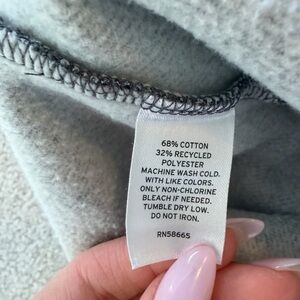 68% COTTON
32% RECYCLED
POLYESTER
MACHINE WASH COLD.
WITH LIKE COLORS.
ONLY NON-CHLORINE
BLEACH IF NEEDED.
TUMBLE DRY LOW.
DO NOT IRON.
RN58665